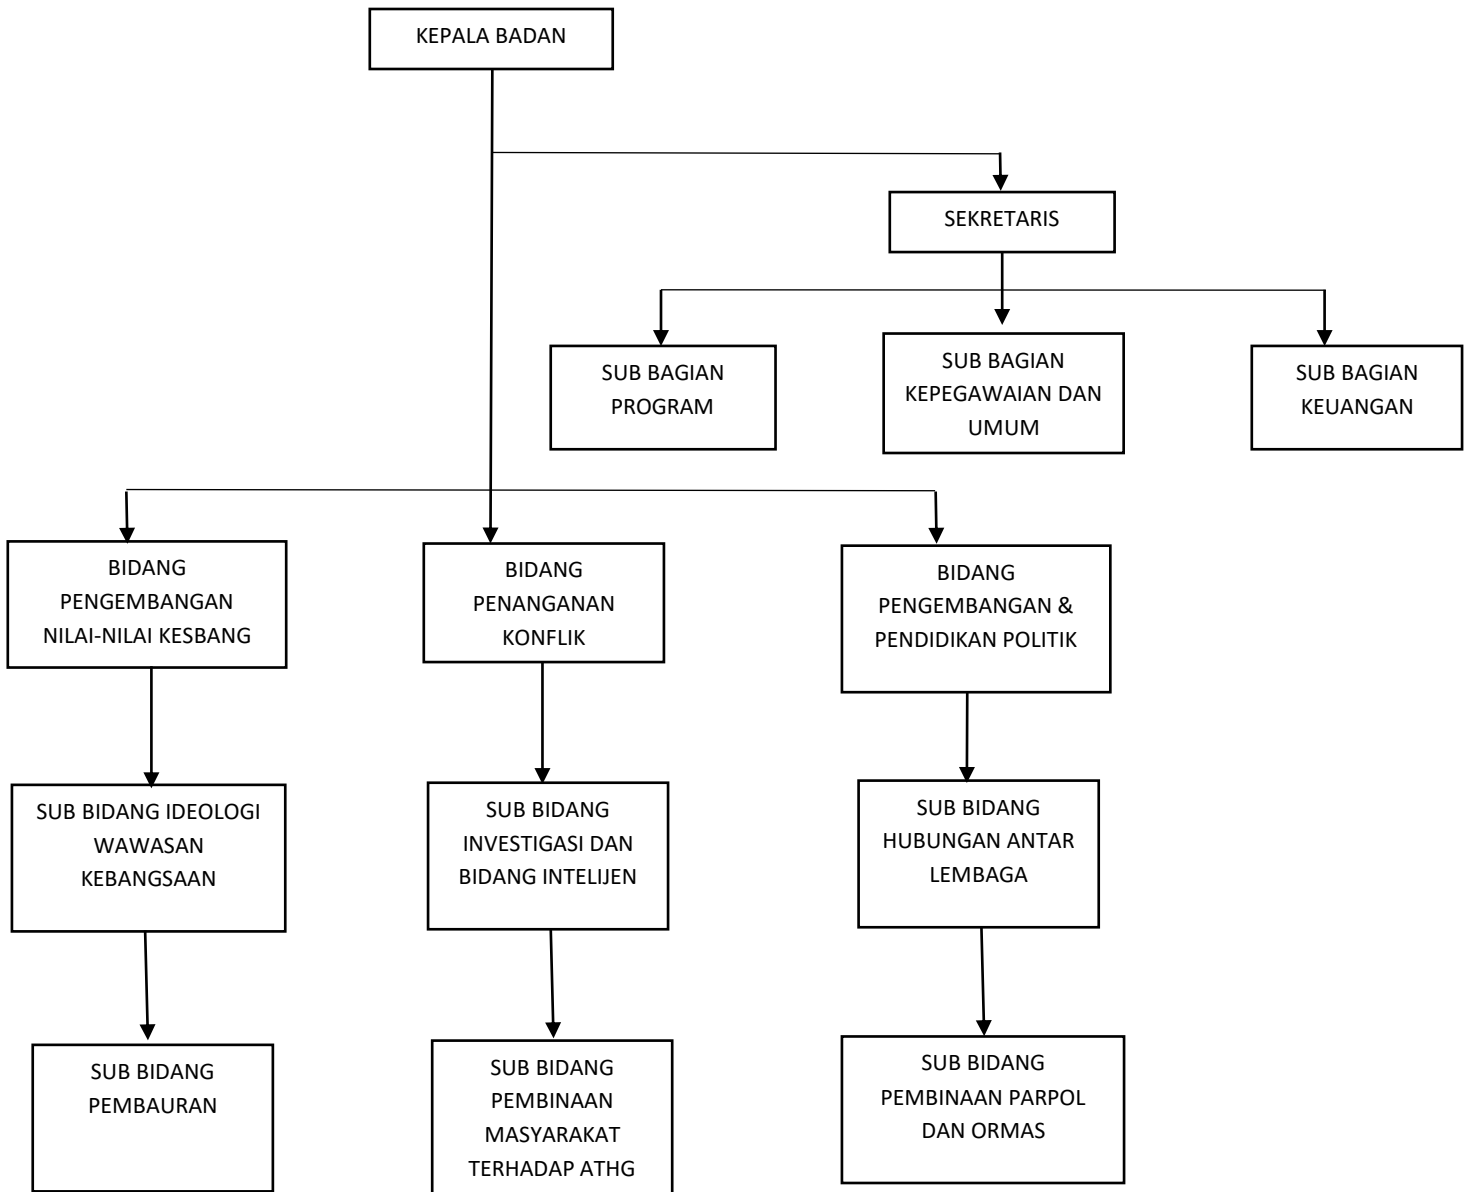 KEPALA BADAN
SEKRETARIS
SUB BAGIAN
PROGRAM
SUB BAGIAN
KEPEGAWAIAN DAN
UMUM
SUB BAGIAN
KEUANGAN
BIDANG
PENGEMBANGAN
NILAI-NILAI KESBANG
BIDANG
PENANGANAN
KONFLIK
BIDANG
PENGEMBANGAN &
PENDIDIKAN POLITIK
SUB BIDANG IDEOLOGI
WAWASAN
KEBANGSAAN
SUB BIDANG
INVESTIGASI DAN
BIDANG INTELIJEN
SUB BIDANG
HUBUNGAN ANTAR
LEMBAGA
SUB BIDANG
PEMBAURAN
SUB BIDANG
PEMBINAAN
MASYARAKAT
TERHADAP ATHG
SUB BIDANG
PEMBINAAN PARPOL
DAN ORMAS